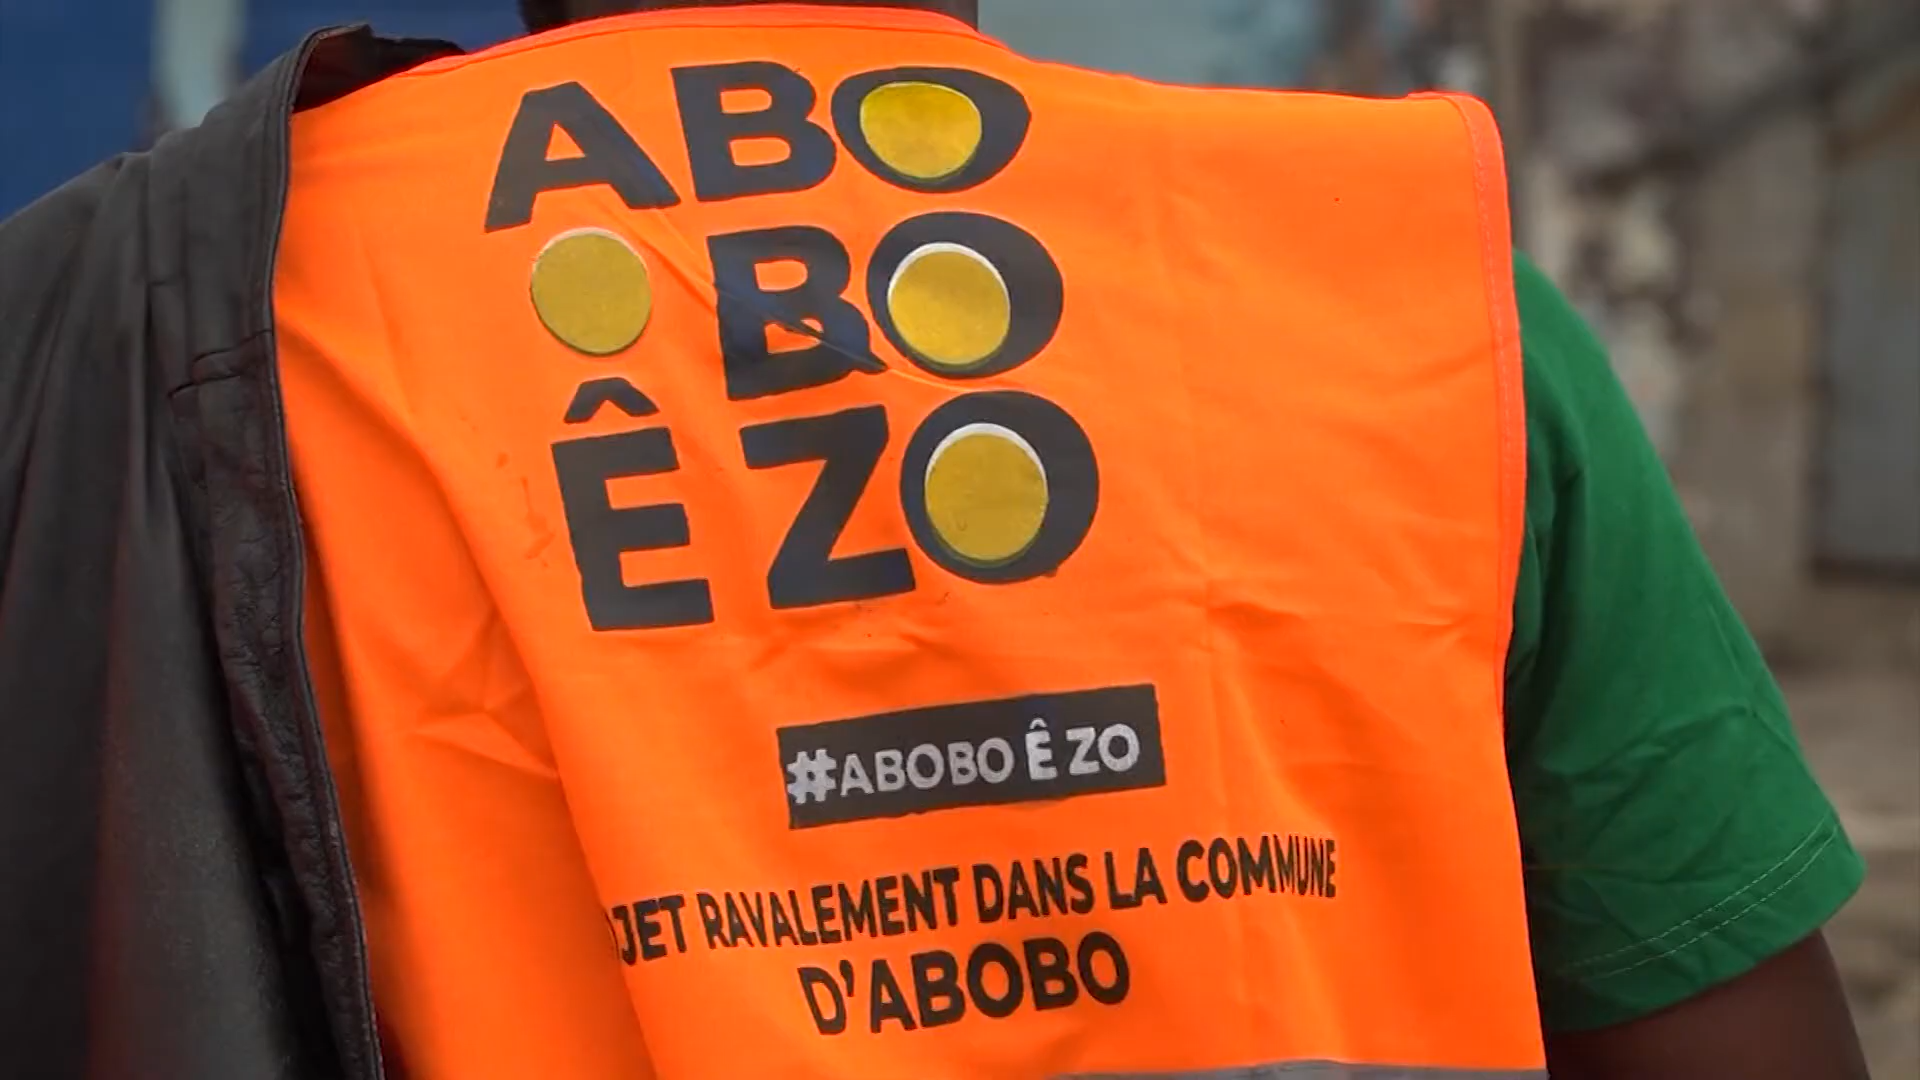 ABO
BO
Ê ZO
#ABOBO Ê ZO
JET RAVALEMENT DANS LA COMMUNE
D'ABOBO